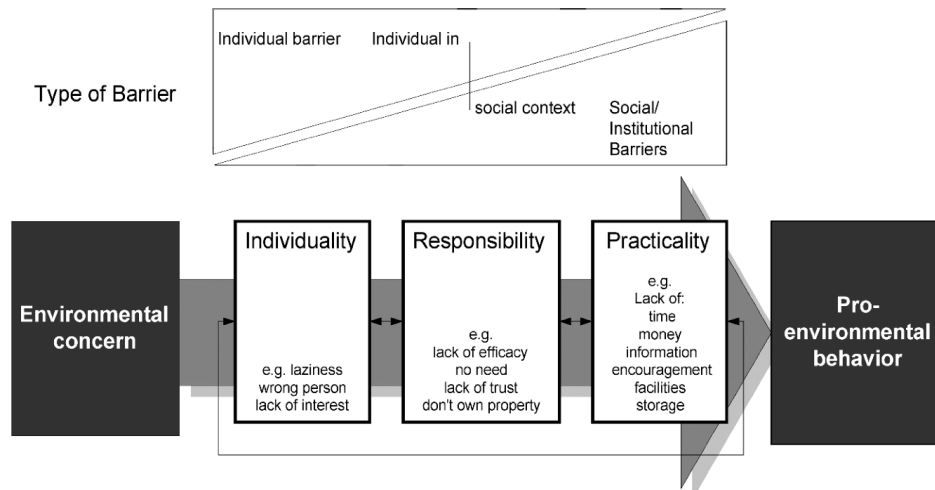 Individual barrier
Individual in
Type of Barrier
social context
Social/
Institutional
Barriers
Environmental
concern
Individuality
e.g. laziness
wrong person
lack of interest
Responsibility
e.g.
lack of efficacy
no need
lack of trust
don't own property
Practicality
e.g.
Lack of:
time
money
information
encouragement
facilities
storage
Pro-
environmental
behavior